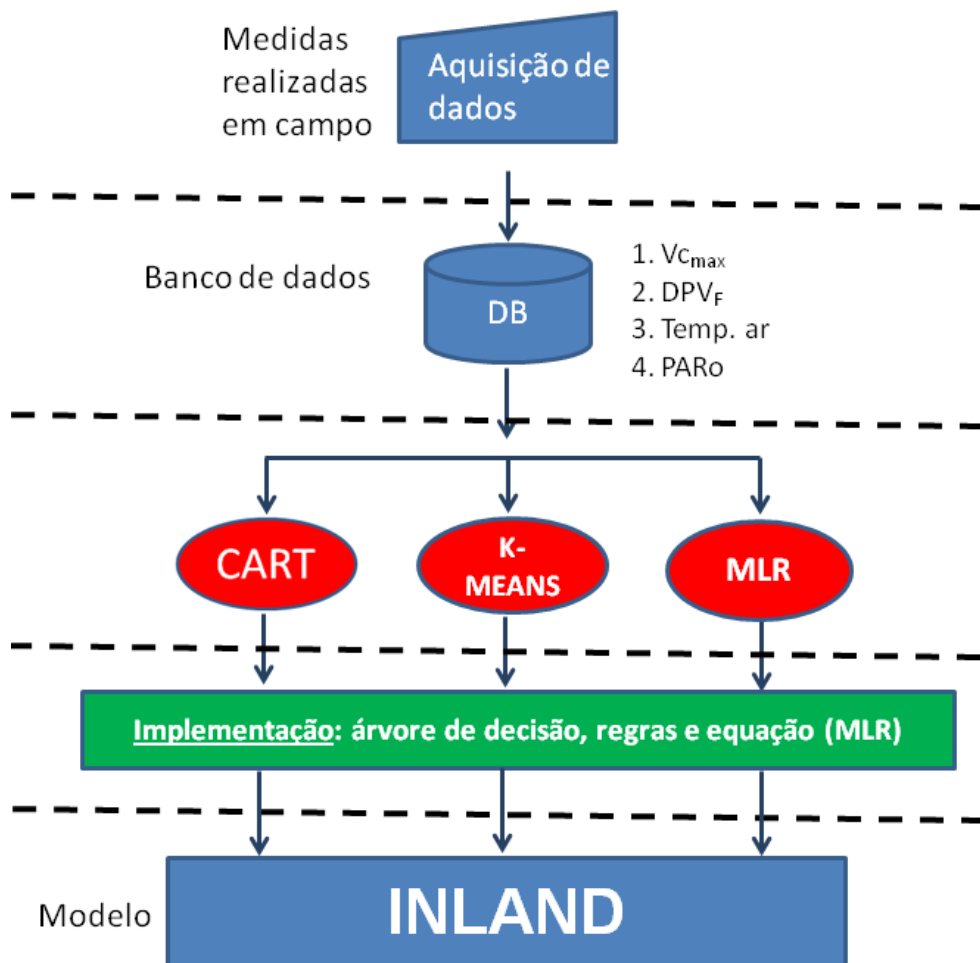 Medidas
realizadas
em campo
Aquisição de
dados
Banco de dados
DB
1. Vcmax
2. DPVF
3. Temp. ar
4. PARo
CART
K-
MEANS
MLR
Implementação: árvore de decisão, regras e equação (MLR)
Modelo
INLAND